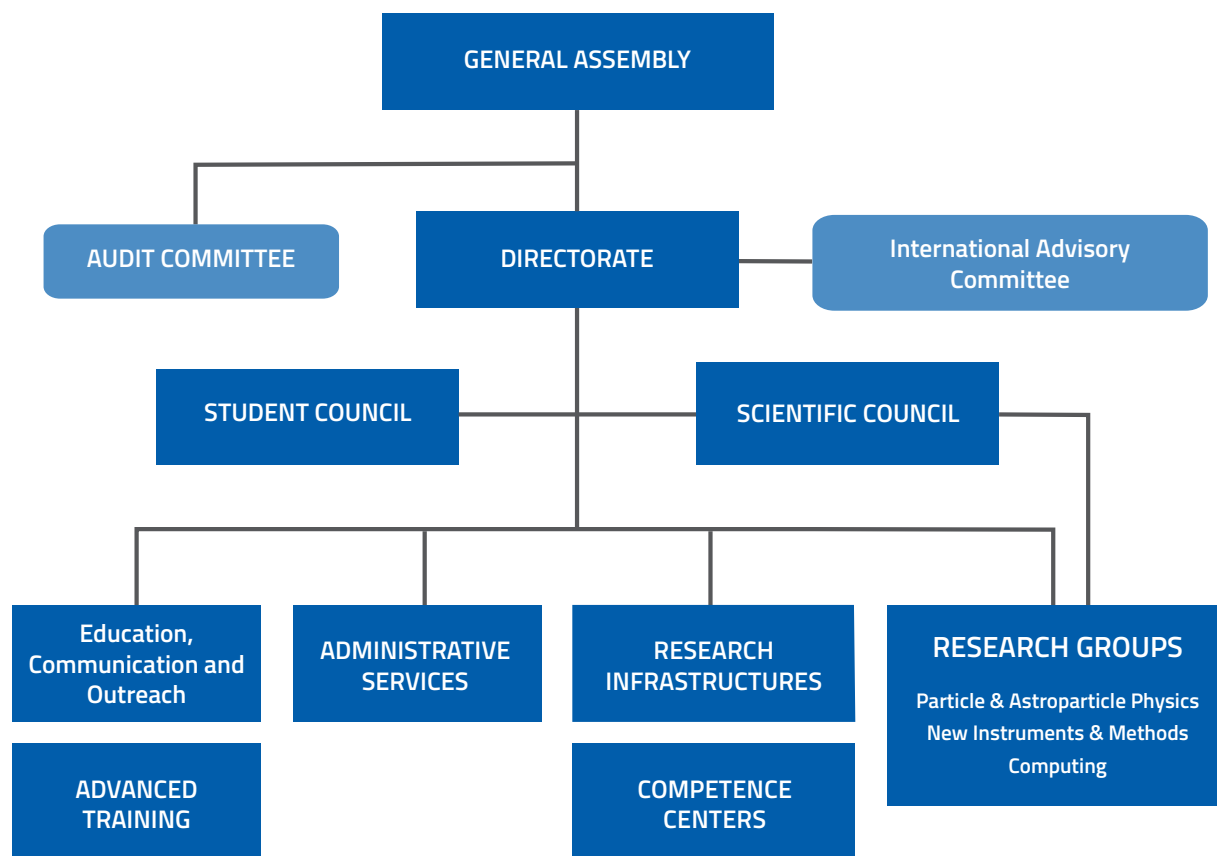 GENERAL ASSEMBLY
AUDIT COMMITTEE
DIRECTORATE
International Advisory
Committee
STUDENT COUNCIL
SCIENTIFIC COUNCIL
Education,
Communication and
Outreach
ADMINISTRATIVE
SERVICES
RESEARCH
INFRASTRUCTURES
RESEARCH GROUPS
Particle & Astroparticle Physics
New Instruments & Methods
Computing
ADVANCED
TRAINING
COMPETENCE
CENTERS